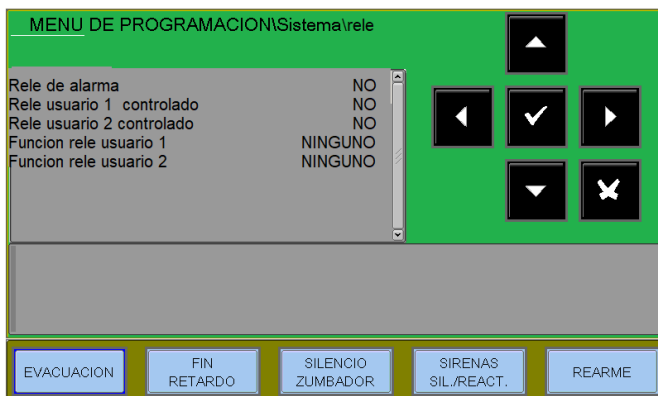 MENU DE PROGRAMACION\Sistema\rele
Rele de alarma NO
Rele usuario 1 controlado NO
Rele usuario 2 controlado NO
Funcion rele usuario 1 NINGUNO
Funcion rele usuario 2 NINGUNO
EVACUACION
FIN
RETARDO
SILENCIO
ZUMBADOR
SIRENAS
SIL./REACT.
REARME